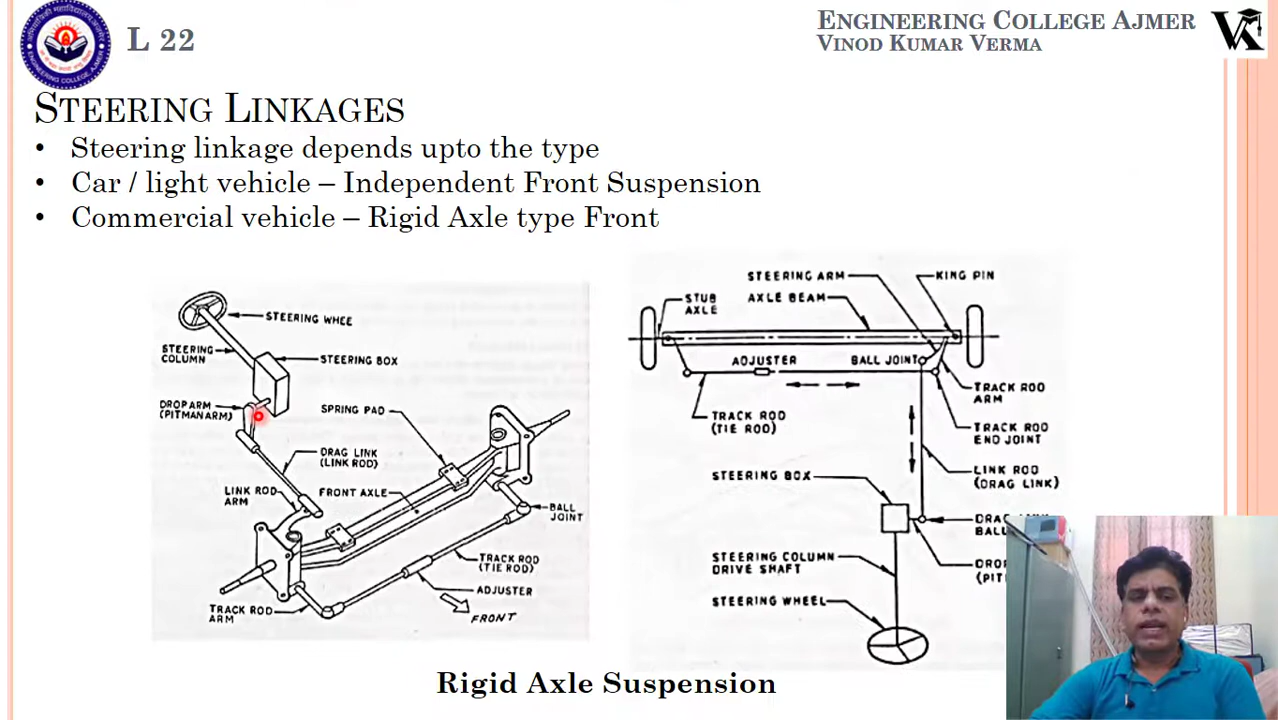 L 22
ENGINEERING COLLEGE AJMER
VINOD KUMAR VERMA
STEERING LINKAGES
• Steering linkage depends upto the type
• Car / light vehicle – Independent Front Suspension
• Commercial vehicle – Rigid Axle type Front
STEERING WHEE
STEERING
COLUMN
STEERING BOX
DROP ARM
(PITMAN ARM)
SPRING PAD
DRAG LINK
(LINK ROD)
LINK ROD
ARM
FRONT AXLE
BALL
JOINT
TRACK ROD
(TIE ROD)
ADJUSTER
TRACK ROD
ARM
FRONT
STEERING ARM
KING PIN
STUB
AXLE
AXLE BEAM
ADJUSTER
BALL JOINT
TRACK ROD
ARM
TRACK ROD
(TIE ROD)
TRACK ROD
END JOINT
STEERING BOX
LINK ROD
(DRAG LINK)
STEERING COLUMN
DRIVE SHAFT
STEERING WHEEL
Rigid Axle Suspension